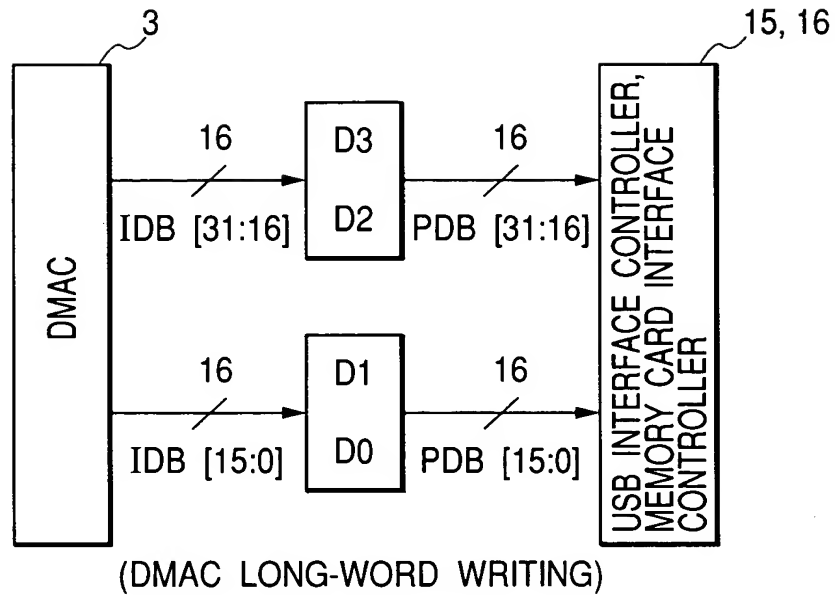 3
15, 16
DMAC
16
IDB [31:16]
D3
D2
16
PDB [31:16]
16
IDB [15:0]
D1
D0
16
PDB [15:0]
USB INTERFACE CONTROLLER,
MEMORY CARD INTERFACE
CONTROLLER
(DMAC LONG-WORD WRITING)